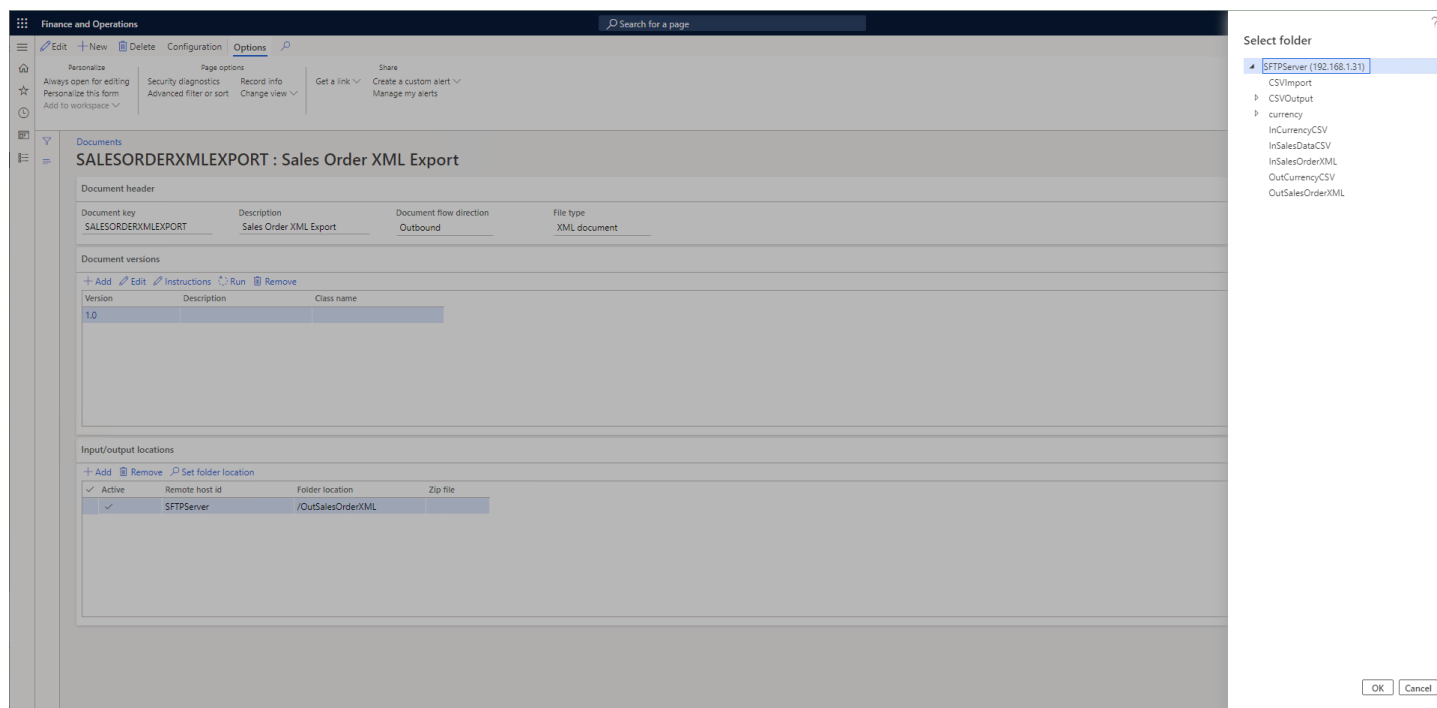 Finance and Operations
Search for a page
?
Edit New Delete Configuration Options
Personalize Page options Share
Always open for editing Security diagnostics Record info Get a link Create a custom alert
Personalize this form Advanced filter or sort Change view Manage my alerts
Add to workspace
Documents
SALESORDERXMLEXPORT : Sales Order XML Export
Document header
Document key Description Document flow direction File type
SALESORDERXMLEXPORT Sales Order XML Export Outbound XML document
Document versions
Add Edit Instructions Run Remove
Version Description Class name
1.0
Input/output locations
Add Remove Set folder location
Active Remote host id Folder location Zip file
SFTPServer /OutSalesOrderXML
Select folder
SFTPServer (192.168.1.31)
CSVImport
CSVOutput
currency
InCurrencyCSV
InSalesDataCSV
InSalesOrderXML
OutCurrencyCSV
OutSalesOrderXML
OK Cancel